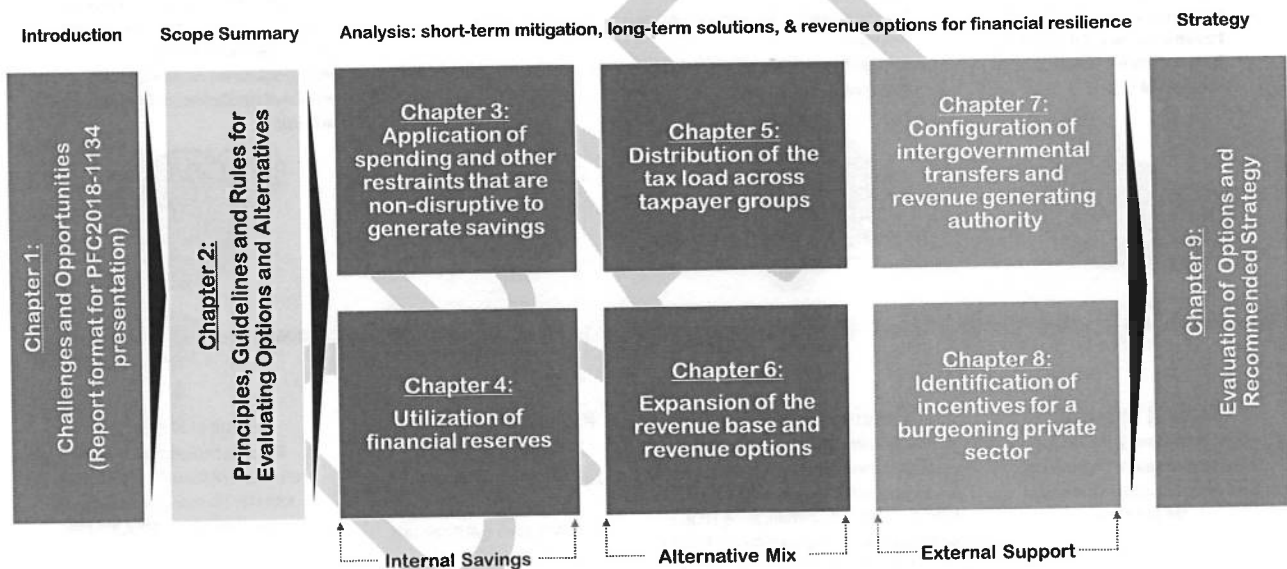 Introduction
Scope Summary
Analysis: short-term mitigation, long-term solutions, & revenue options for financial resilience
Strategy
Chapter 1:
Challenges and Opportunities
(Report format for PFC2018-1134
presentation)
Chapter 2:
Principles, Guidelines and Rules for
Evaluating Options and Alternatives
Chapter 3:
Application of
spending and other
restraints that are
non-disruptive to
generate savings
Chapter 4:
Utilization of
financial reserves
Internal Savings
Chapter 5:
Distribution of the
tax load across
taxpayer groups
Chapter 6:
Expansion of the
revenue base and
revenue options
Alternative Mix
Chapter 7:
Configuration of
intergovernmental
transfers and
revenue generating
authority
Chapter 8:
Identification of
incentives for a
burgeoning private
sector
External Support
Chapter 9:
Evaluation of Options and
Recommended Strategy